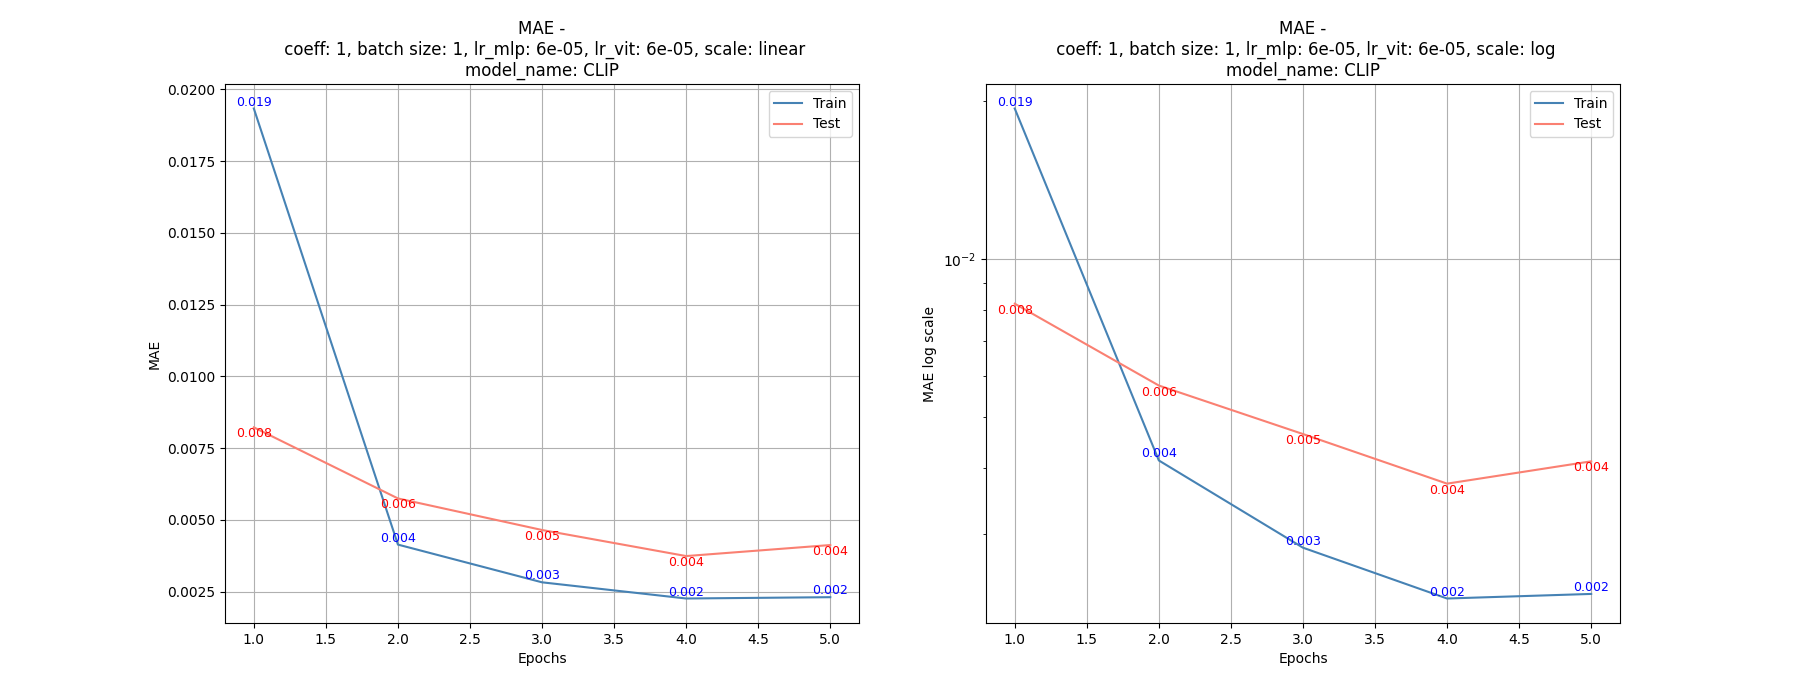 MAE -
coeff: 1, batch size: 1, lr_mlp: 6e-05, lr_vit: 6e-05, scale: linear
model_name: CLIP
Train
Test
MAE
0.0200
0.0175
0.0150
0.0125
0.0100
0.0075
0.0050
0.0025
0.019
0.004
0.003
0.002
0.002
0.008
0.006
0.005
0.004
0.004
1.0 1.5 2.0 2.5 3.0 3.5 4.0 4.5 5.0
Epochs
MAE -
coeff: 1, batch size: 1, lr_mlp: 6e-05, lr_vit: 6e-05, scale: log
model_name: CLIP
Train
Test
MAE log scale
10⁻²
0.019
0.004
0.003
0.002
0.002
0.008
0.006
0.005
0.004
0.004
1.0 1.5 2.0 2.5 3.0 3.5 4.0 4.5 5.0
Epochs